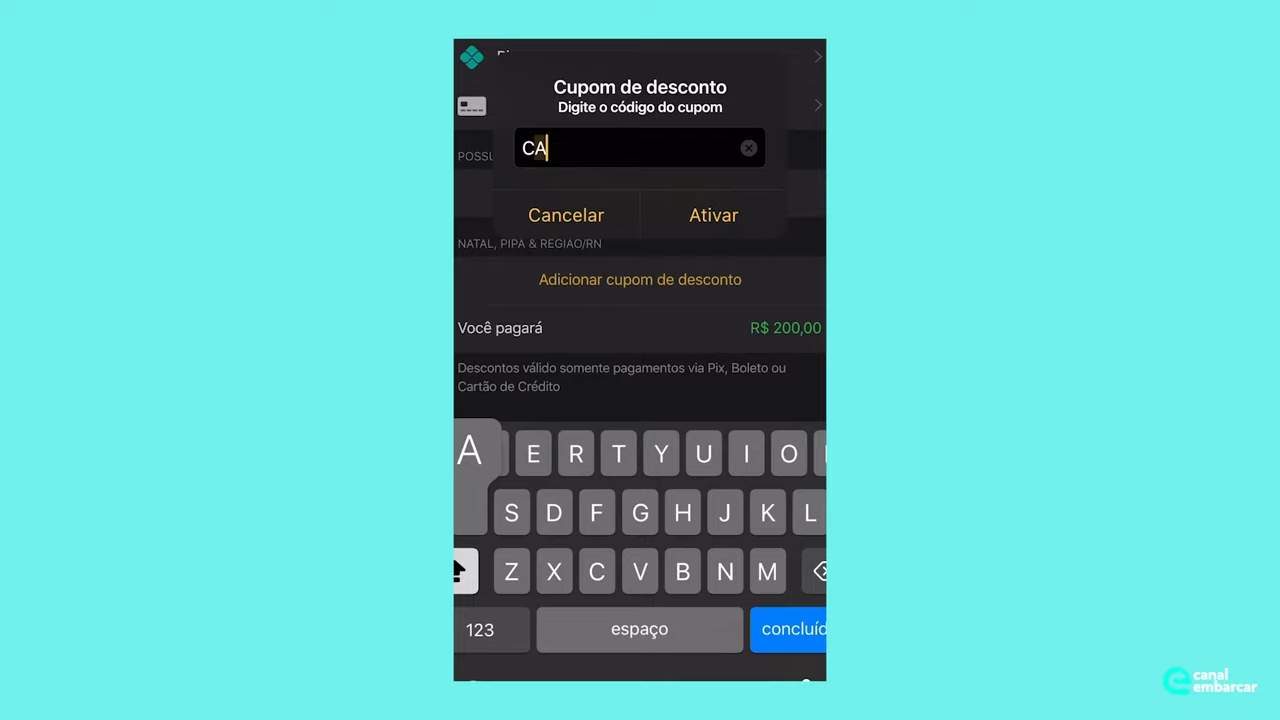 Cupom de desconto
Digite o código do cupom
POSSU
CA
Cancelar
Ativar
NATAL, PIPA & REGIAO/RN
Adicionar cupom de desconto
Você pagará
R$ 200,00
Descontos válido somente pagamentos via Pix, Boleto ou
Cartão de Crédito
A E R T Y U I O
S D F G H J K L
Z X C V B N M
123 espaço concluíd
canal
embarcar